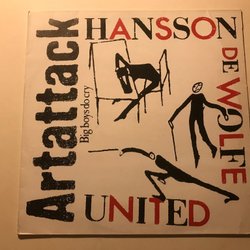 Artattack
Big boys do cry
HANSSON
DE WOLFE
UNITED